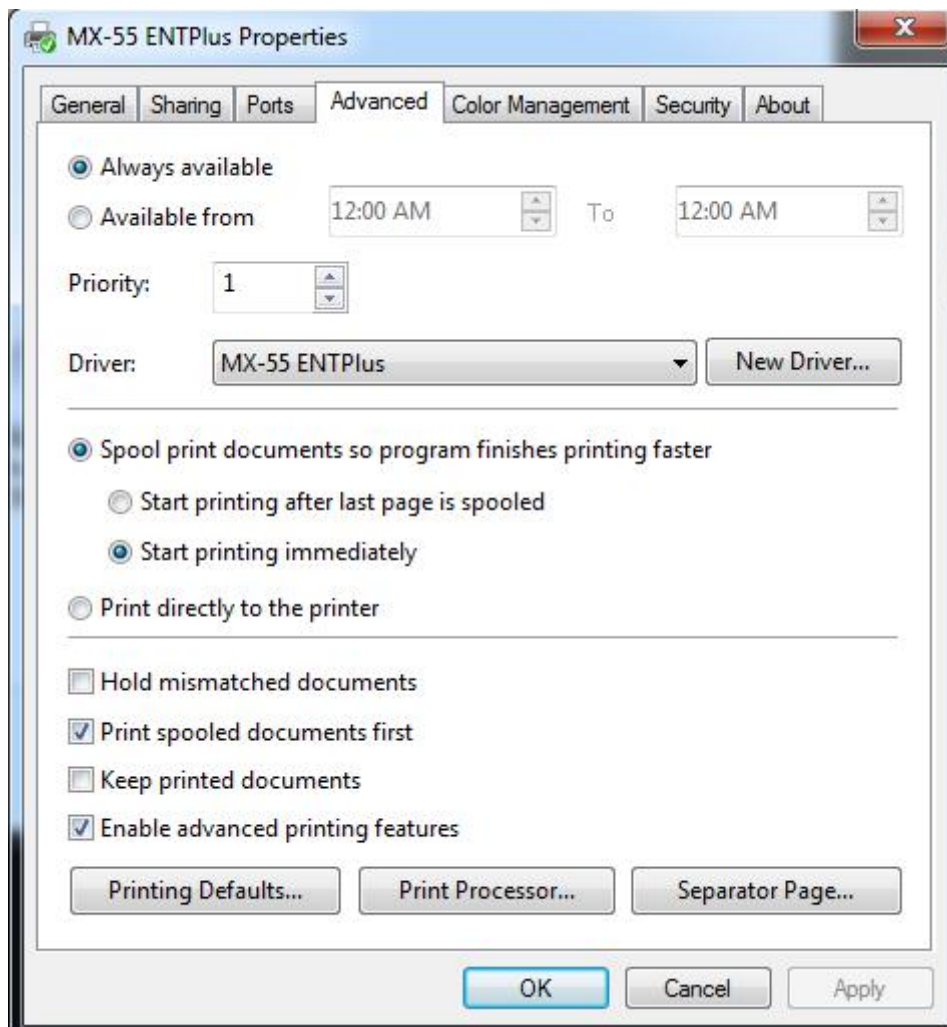 MX-55 ENTPlus Properties
X
General Sharing Ports Advanced Color Management Security About
Always available
Available from 12:00 AM To 12:00 AM
Priority: 1
Driver: MX-55 ENTPlus New Driver...
Spool print documents so program finishes printing faster
Start printing after last page is spooled
Start printing immediately
Print directly to the printer
Hold mismatched documents
Print spooled documents first
Keep printed documents
Enable advanced printing features
Printing Defaults... Print Processor... Separator Page...
OK Cancel Apply